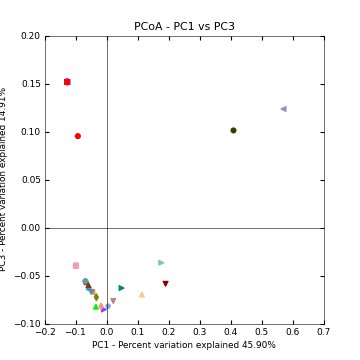 PCoA - PC1 vs PC3
PC3 - Percent variation explained 14.91%
0.20
0.15
0.10
0.05
0.00
−0.05
−0.10
−0.2 −0.1 0.0 0.1 0.2 0.3 0.4 0.5 0.6 0.7
PC1 - Percent variation explained 45.90%